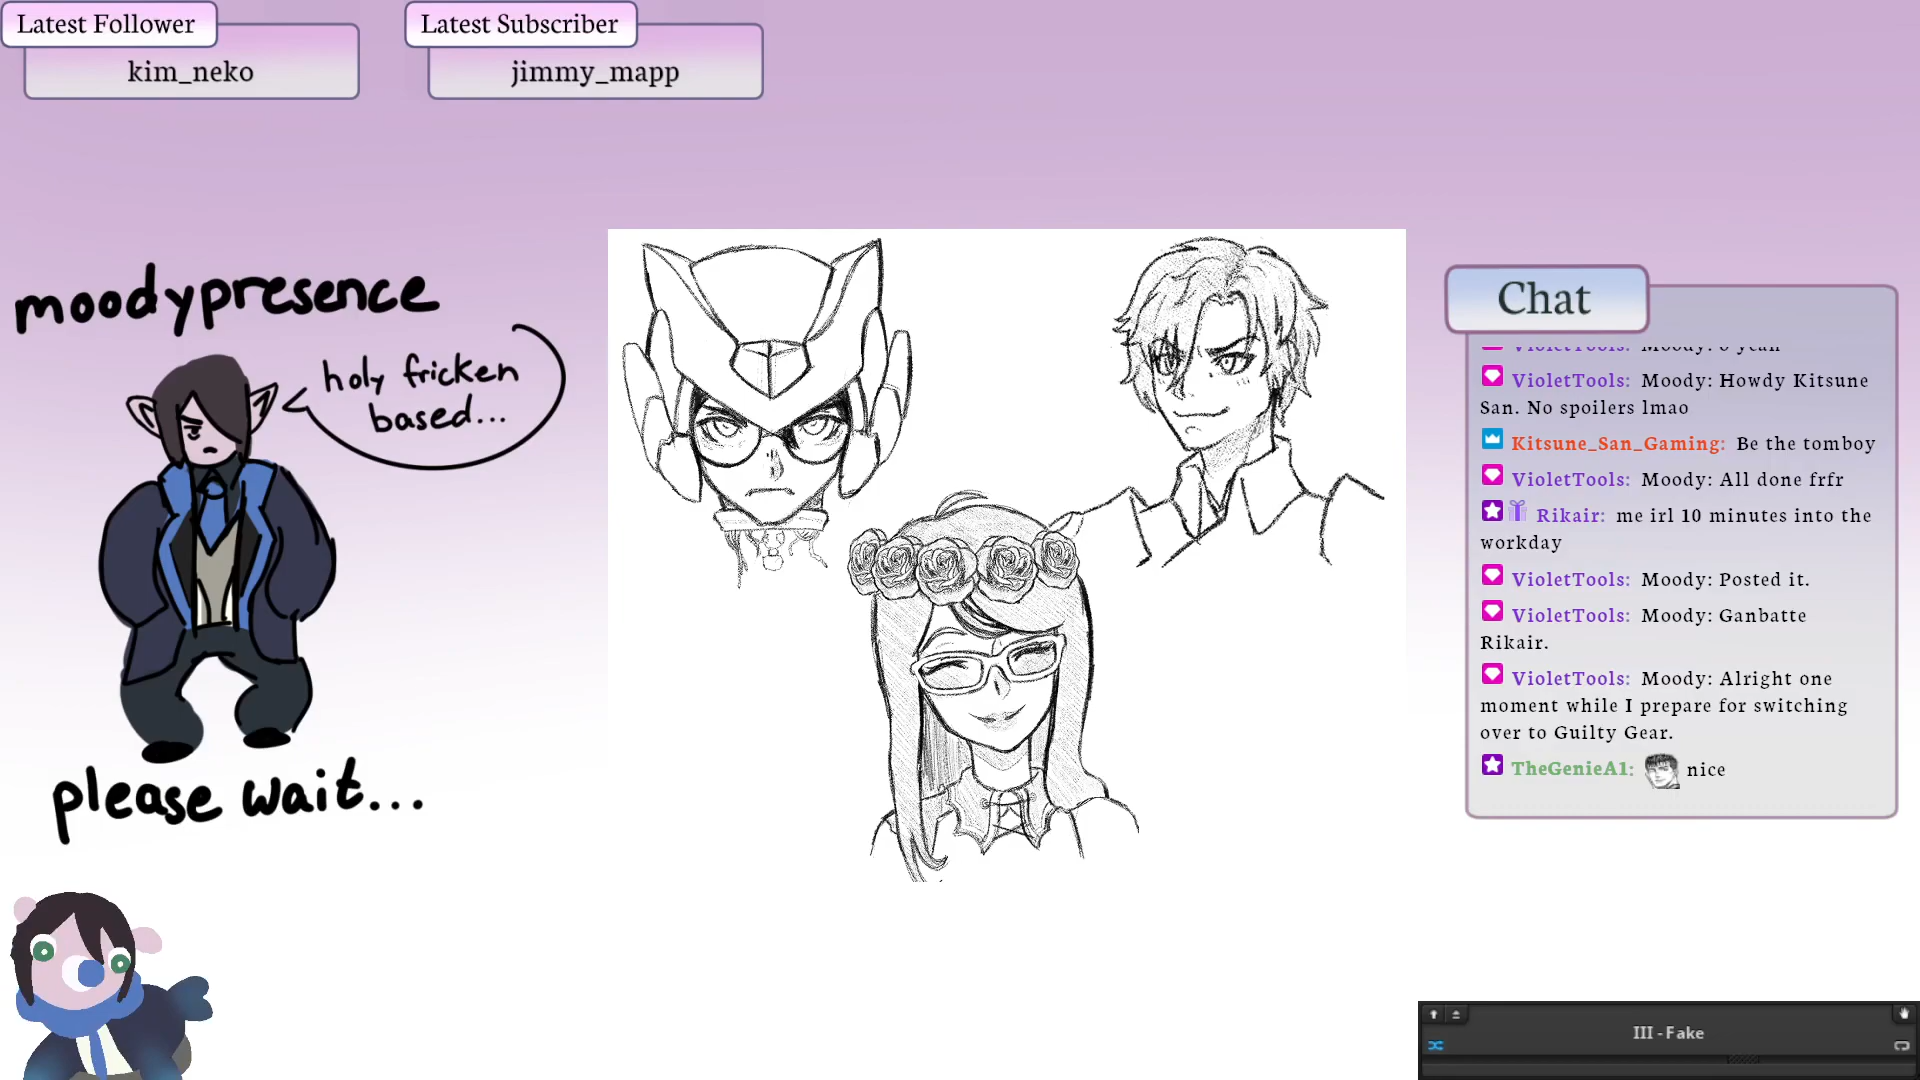 Latest Follower
kim_neko
Latest Subscriber
jimmy_mapp
moodypresence
holy fricken
based...
please wait...
Chat
VioletTools: Moody: o yeah
VioletTools: Moody: Howdy Kitsune
San. No spoilers lmao
Kitsune_San_Gaming: Be the tomboy
VioletTools: Moody: All done frfr
Rikair: me irl 10 minutes into the
workday
VioletTools: Moody: Posted it.
VioletTools: Moody: Ganbatte
Rikair.
VioletTools: Moody: Alright one
moment while I prepare for switching
over to Guilty Gear.
TheGenieA1: nice
III - Fake